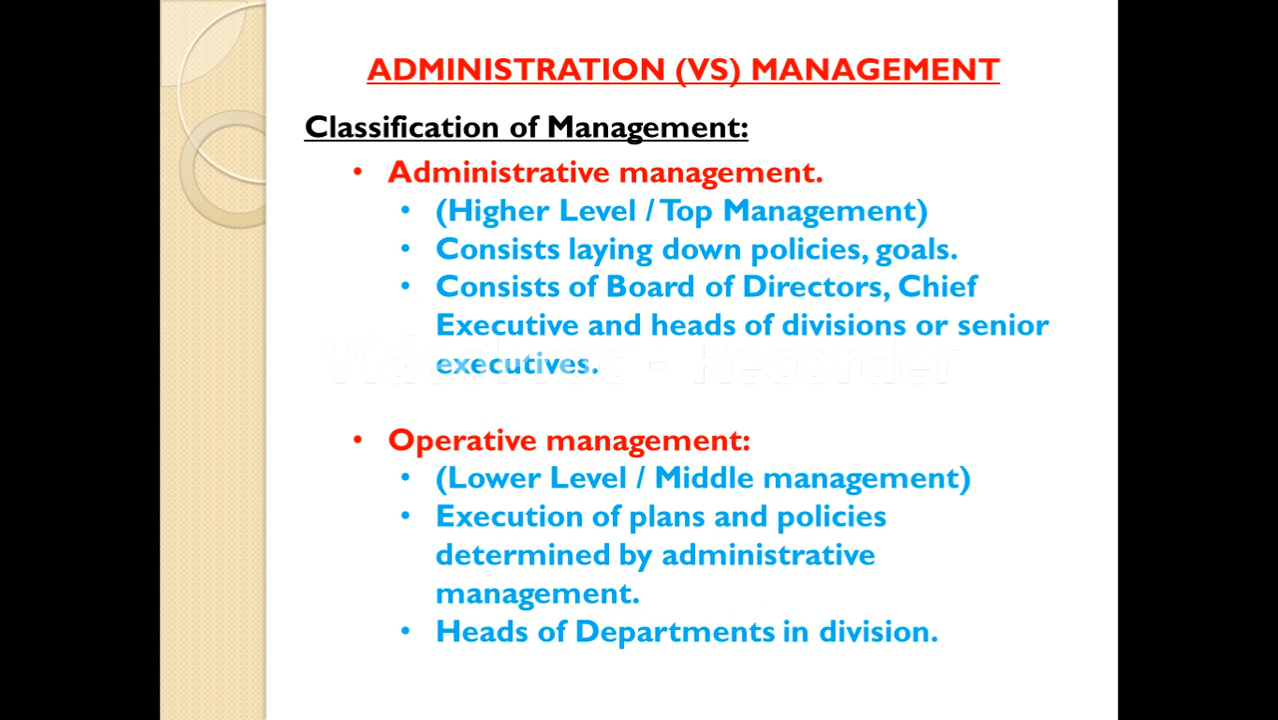 ADMINISTRATION (VS) MANAGEMENT
Classification of Management:
• Administrative management.
• (Higher Level / Top Management)
• Consists laying down policies, goals.
• Consists of Board of Directors, Chief
Executive and heads of divisions or senior
executives.
- Recorder
• Operative management:
• (Lower Level / Middle management)
• Execution of plans and policies
determined by administrative
management.
• Heads of Departments in division.